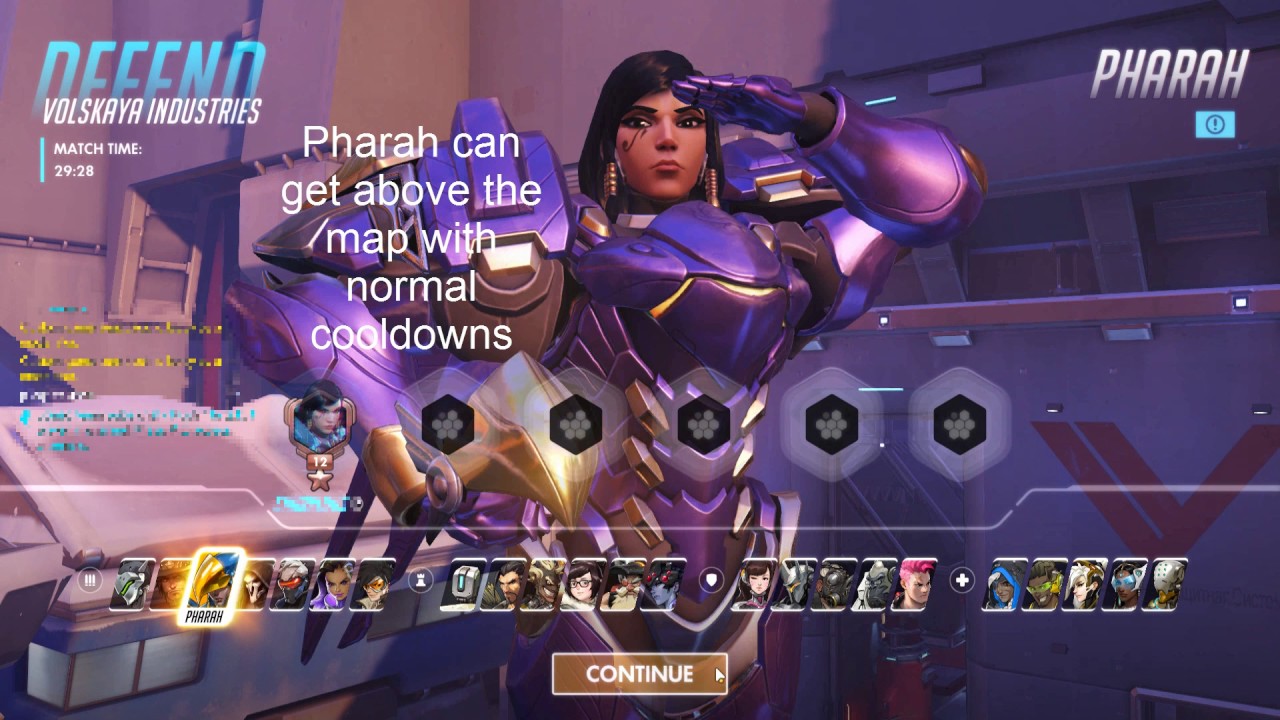 DEFEND
VOLSKAYA INDUSTRIES
MATCH TIME:
29:28
PHARAH
Pharah can
get above the
map with
normal
cooldowns
12
PHARAH
CONTINUE